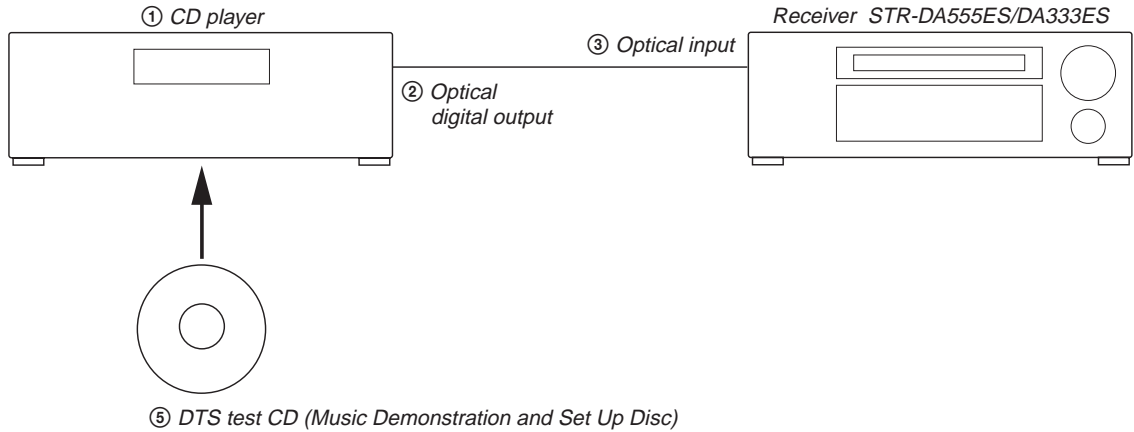 ① CD player
Receiver STR-DA555ES/DA333ES
③ Optical input
② Optical
digital output
⑤ DTS test CD (Music Demonstration and Set Up Disc)